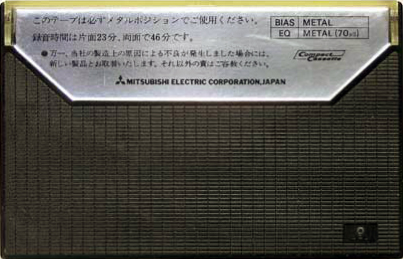 このテープは必ずメタルポジションでご使用ください。
録音時間は片面23分、両面で46分です。
●万一、当社の製造上の原因による不良が発生しました場合には、
新しい製品とお取替いたします。それ以外の責はご容赦ください。
BIAS METAL
EQ METAL (70μs)
Compact Cassette
MITSUBISHI ELECTRIC CORPORATION, JAPAN